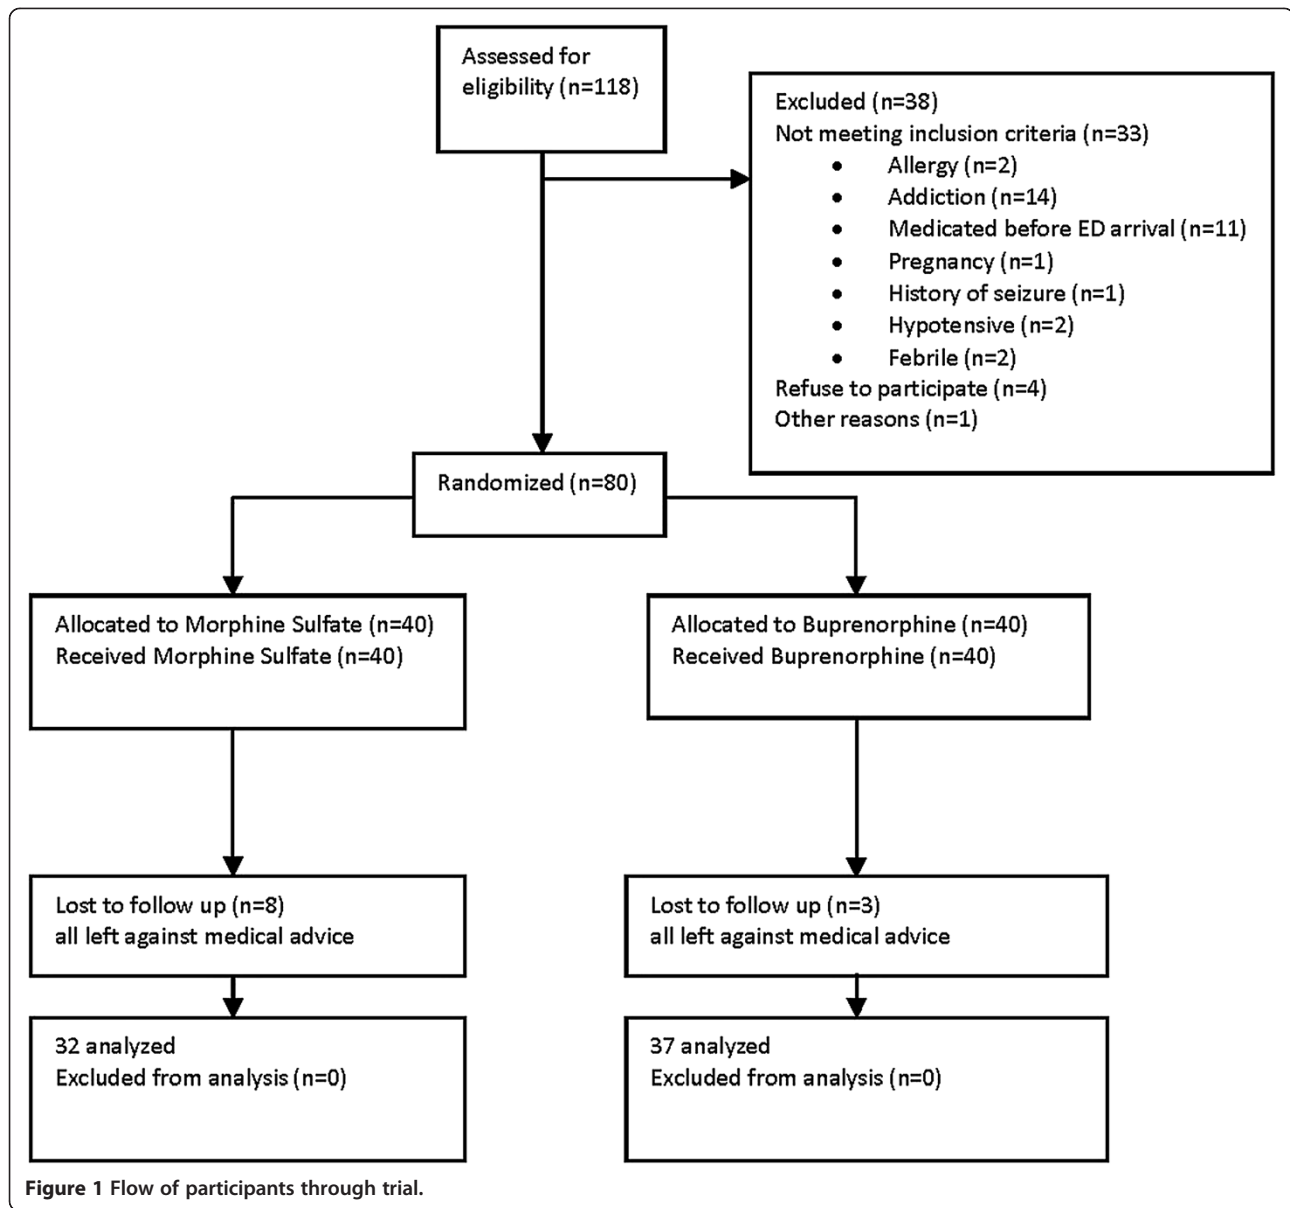 Assessed for
eligibility (n=118)
Excluded (n=38)
Not meeting inclusion criteria (n=33)
• Allergy (n=2)
• Addiction (n=14)
• Medicated before ED arrival (n=11)
• Pregnancy (n=1)
• History of seizure (n=1)
• Hypotensive (n=2)
• Febrile (n=2)
Refuse to participate (n=4)
Other reasons (n=1)
Randomized (n=80)
Allocated to Morphine Sulfate (n=40)
Received Morphine Sulfate (n=40)
Allocated to Buprenorphine (n=40)
Received Buprenorphine (n=40)
Lost to follow up (n=8)
all left against medical advice
Lost to follow up (n=3)
all left against medical advice
32 analyzed
Excluded from analysis (n=0)
37 analyzed
Excluded from analysis (n=0)
Figure 1 Flow of participants through trial.